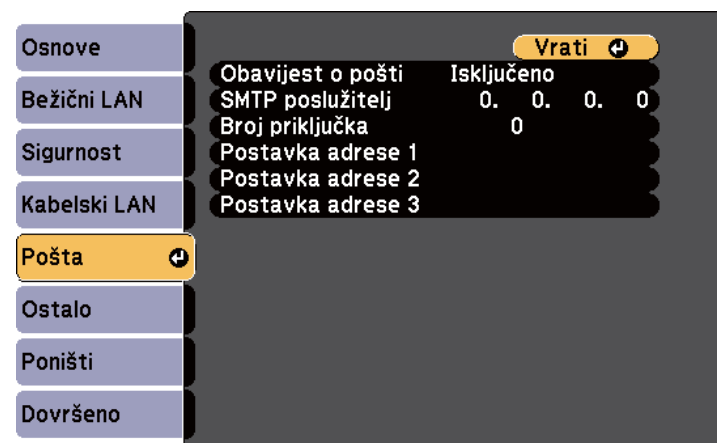 Osnove
Bežični LAN
Sigurnost
Kabelski LAN
Pošta
Ostalo
Poništi
Dovršeno
Vrati
Obavijest o pošti Isključeno
SMTP poslužitelj 0. 0. 0. 0
Broj priključka 0
Postavka adrese 1
Postavka adrese 2
Postavka adrese 3